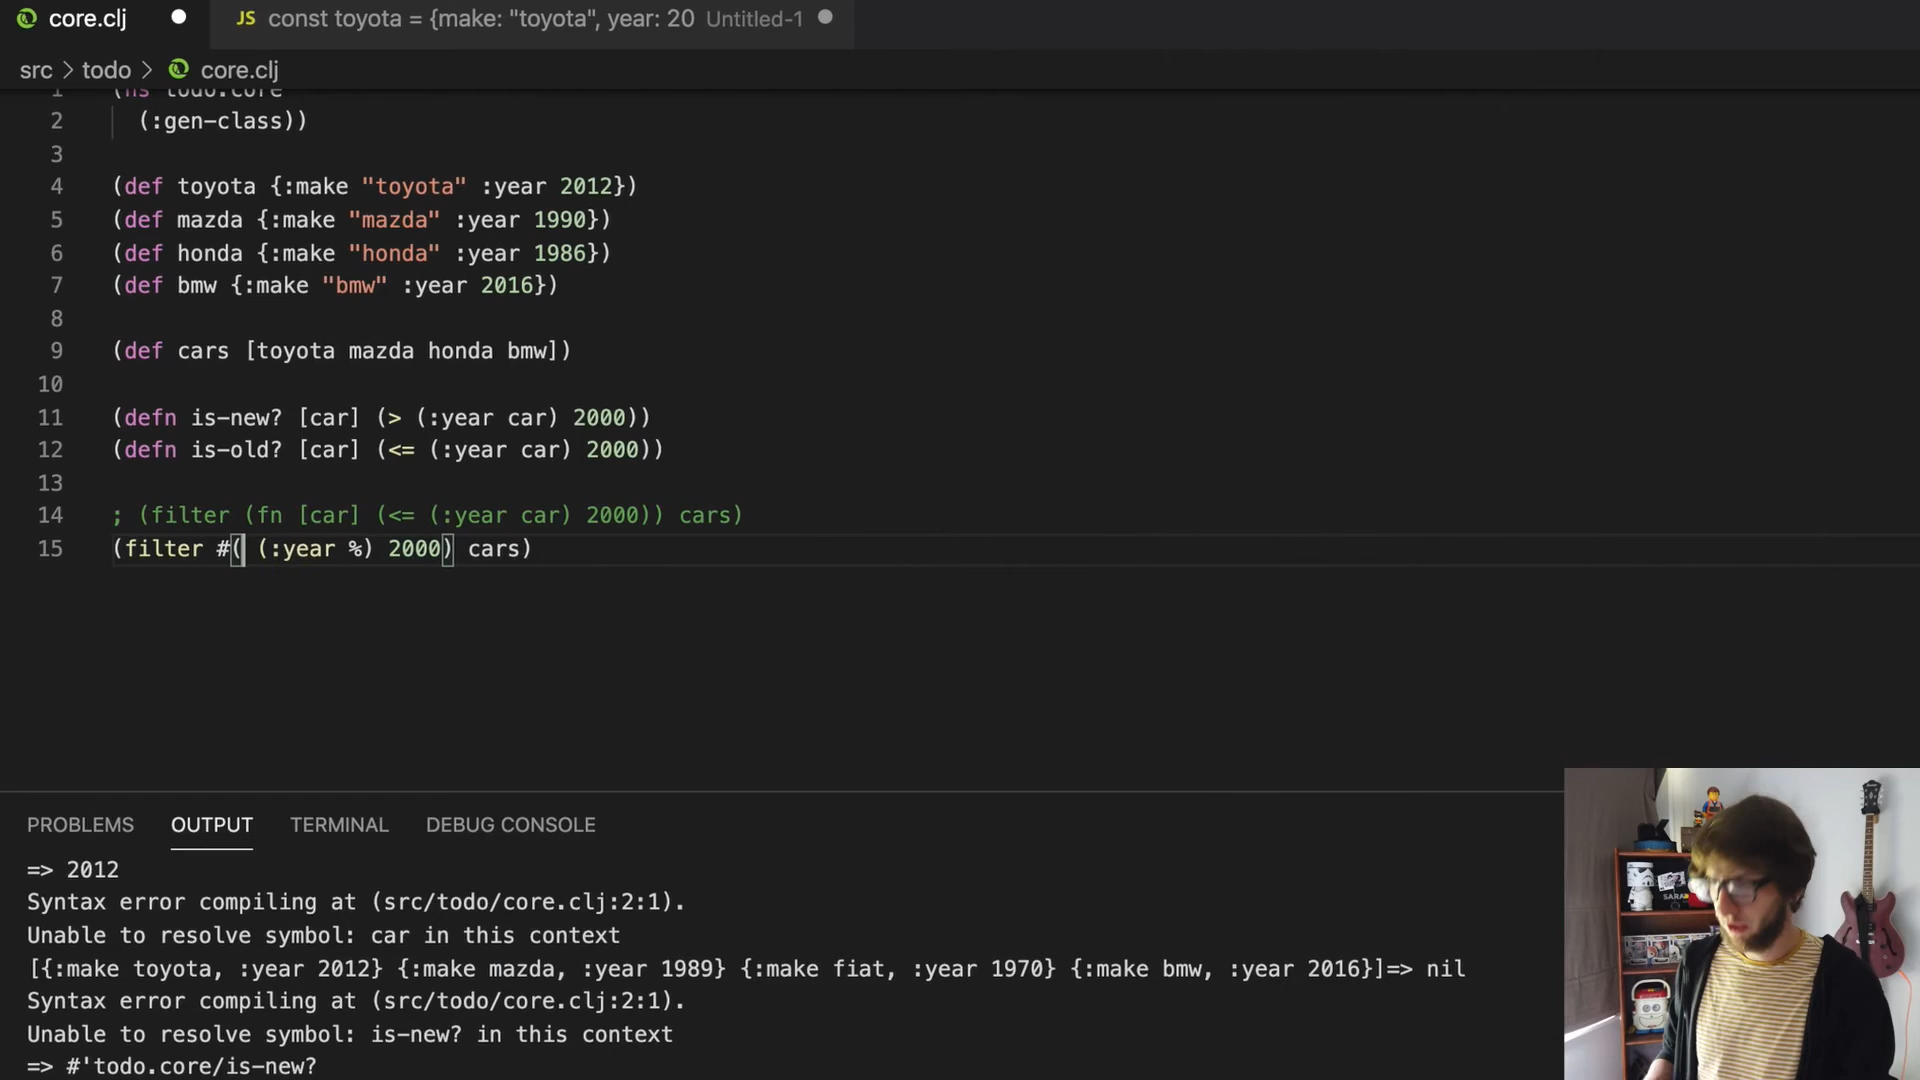 core.clj
JS const toyota = {make: "toyota", year: 20 Untitled-1
src > todo > core.clj
1 (ns todo.core
2 (:gen-class))
3
4 (def toyota {:make "toyota" :year 2012})
5 (def mazda {:make "mazda" :year 1990})
6 (def honda {:make "honda" :year 1986})
7 (def bmw {:make "bmw" :year 2016})
8
9 (def cars [toyota mazda honda bmw])
10
11 (defn is-new? [car] (> (:year car) 2000))
12 (defn is-old? [car] (<= (:year car) 2000))
13
14 ; (filter (fn [car] (<= (:year car) 2000)) cars)
15 (filter #( (:year %) 2000) cars)
PROBLEMS OUTPUT TERMINAL DEBUG CONSOLE
=> 2012
Syntax error compiling at (src/todo/core.clj:2:1).
Unable to resolve symbol: car in this context
[{:make toyota, :year 2012} {:make mazda, :year 1989} {:make fiat, :year 1970} {:make bmw, :year 2016}]=> nil
Syntax error compiling at (src/todo/core.clj:2:1).
Unable to resolve symbol: is-new? in this context
=> #'todo.core/is-new?